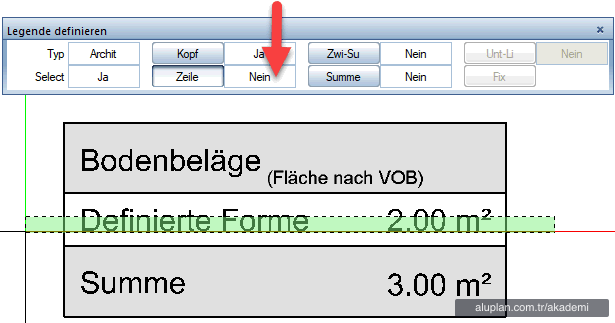 Legende definieren
Typ Archit Kopf Ja Zwi-Su Nein Unt-Li Nein
Select Ja Zeile Nein Summe Nein Fix
Bodenbeläge (Fläche nach VOB)
Definierte Forme 2.00 m²
Summe 3.00 m²
aluplan.com.tr/akademi